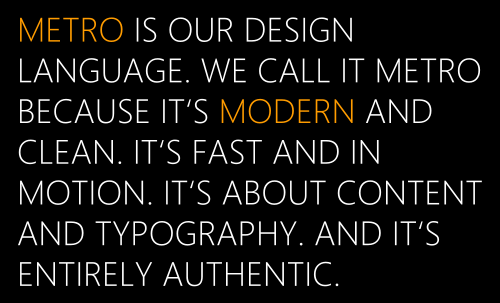 METRO IS OUR DESIGN
LANGUAGE. WE CALL IT METRO
BECAUSE IT‘S MODERN AND
CLEAN. IT‘S FAST AND IN
MOTION. IT‘S ABOUT CONTENT
AND TYPOGRAPHY. AND IT‘S
ENTIRELY AUTHENTIC.